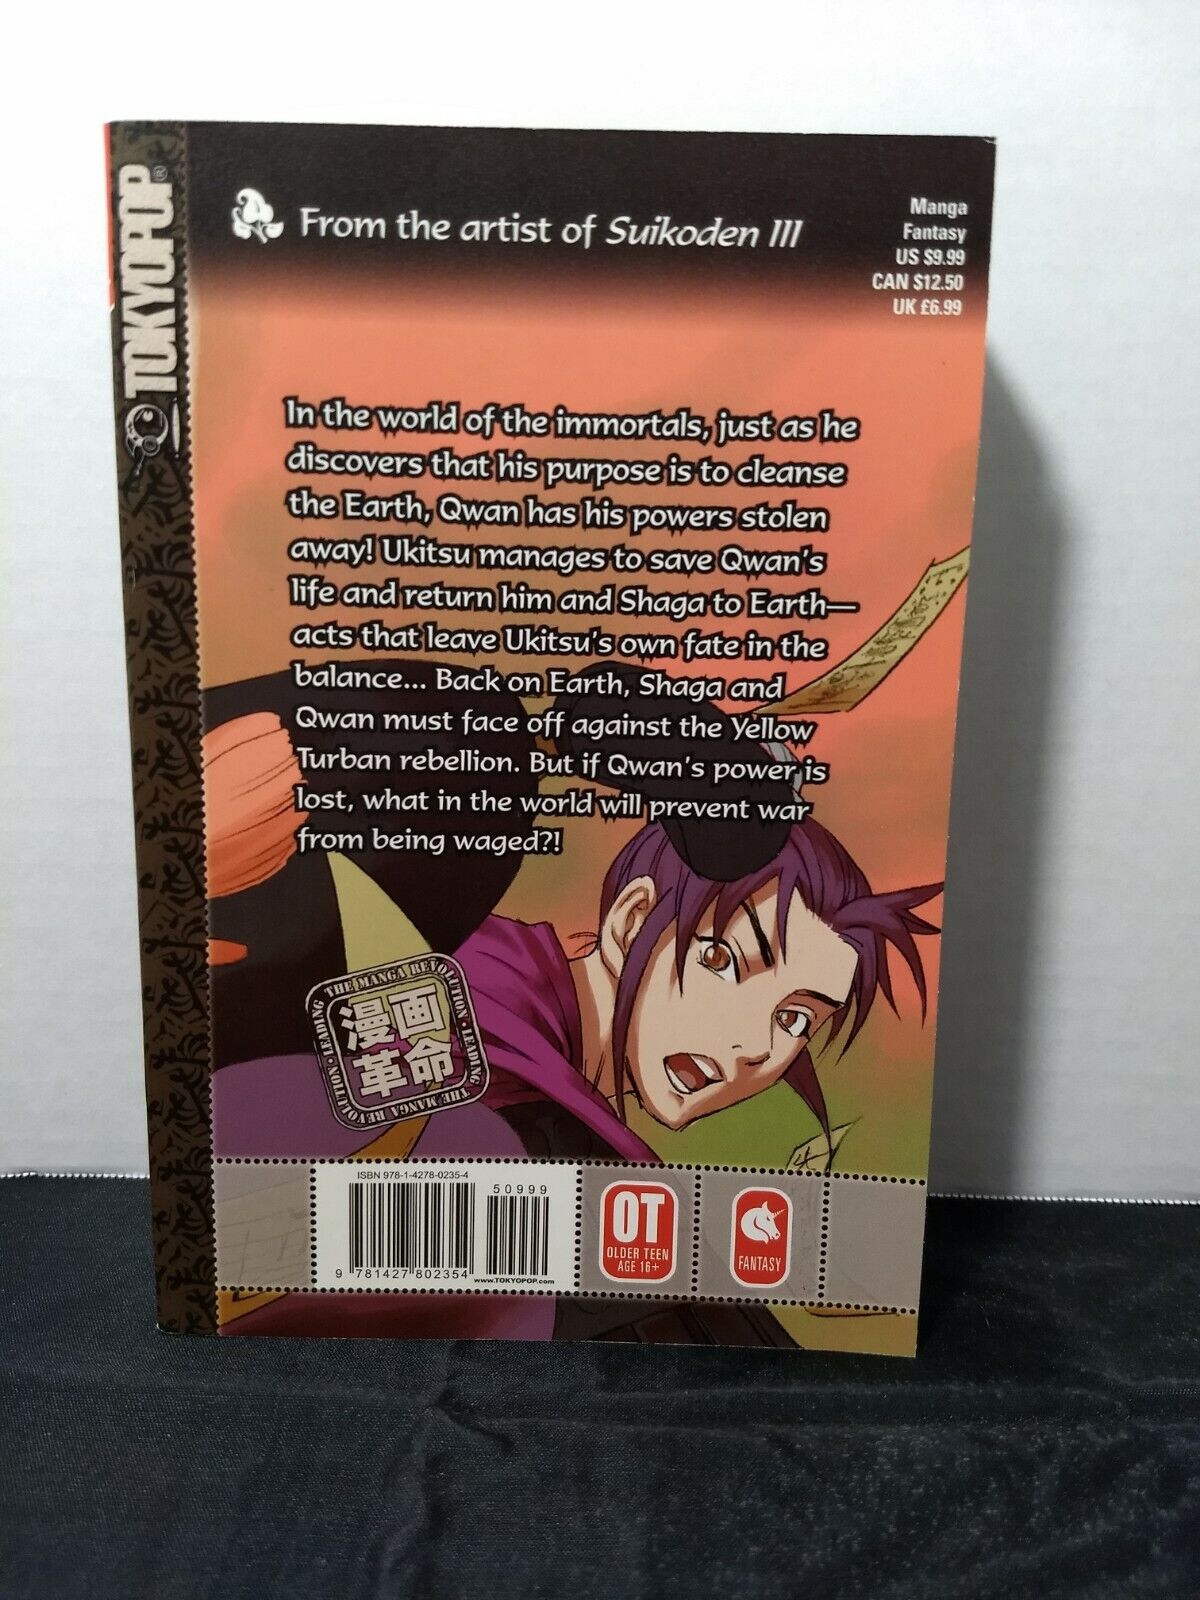 TOKYOPOP®
From the artist of Suikoden III
Manga
Fantasy
US $9.99
CAN $12.50
UK £6.99
In the world of the immortals, just as he
discovers that his purpose is to cleanse
the Earth, Qwan has his powers stolen
away! Ukitsu manages to save Qwan's
life and return him and Shaga to Earth—
acts that leave Ukitsu's own fate in the
balance... Back on Earth, Shaga and
Qwan must face off against the Yellow
Turban rebellion. But if Qwan's power is
lost, what in the world will prevent war
from being waged?!
LEADING THE MANGA REVOLUTION · LEADING THE MANGA REVOLUTION ·
漫画
革命
ISBN 978-1-4278-0235-4
50999
9 781427 802354
www.TOKYOPOP.com
OT
OLDER TEEN
AGE 16+
FANTASY